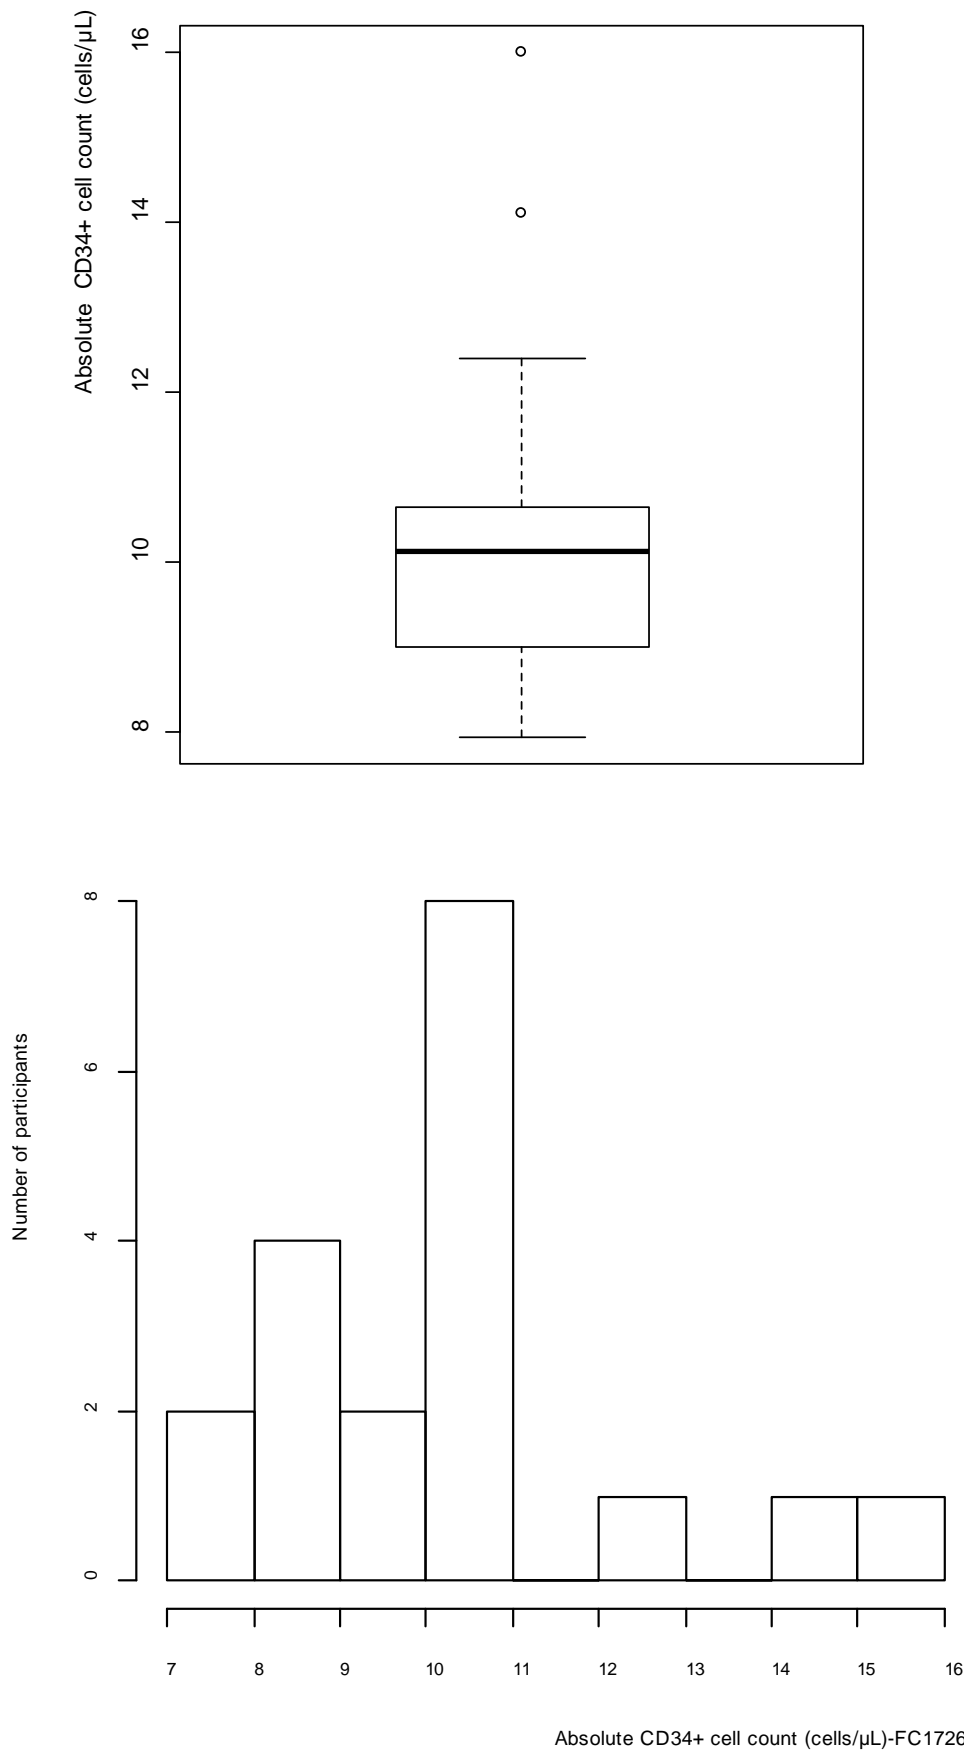 Absolute CD34+ cell count (cells/µL)
16
14
12
10
8
Number of participants
8
6
4
2
0
7 8 9 10 11 12 13 14 15 16
Absolute CD34+ cell count (cells/µL)-FC1726